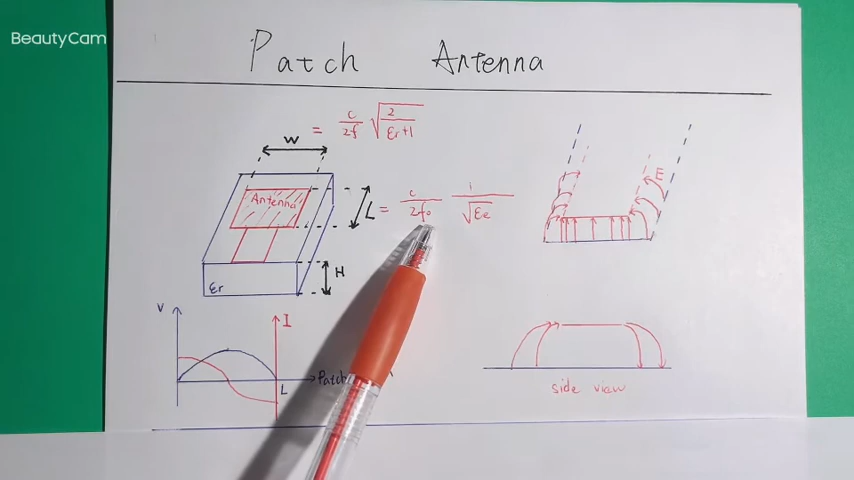 BeautyCam
Patch Antenna
W = c/2f √(2/(εr+1))
Antenna
L = c/2f₀ 1/√εe
H
εr
E
V
I
L
Patch
side view